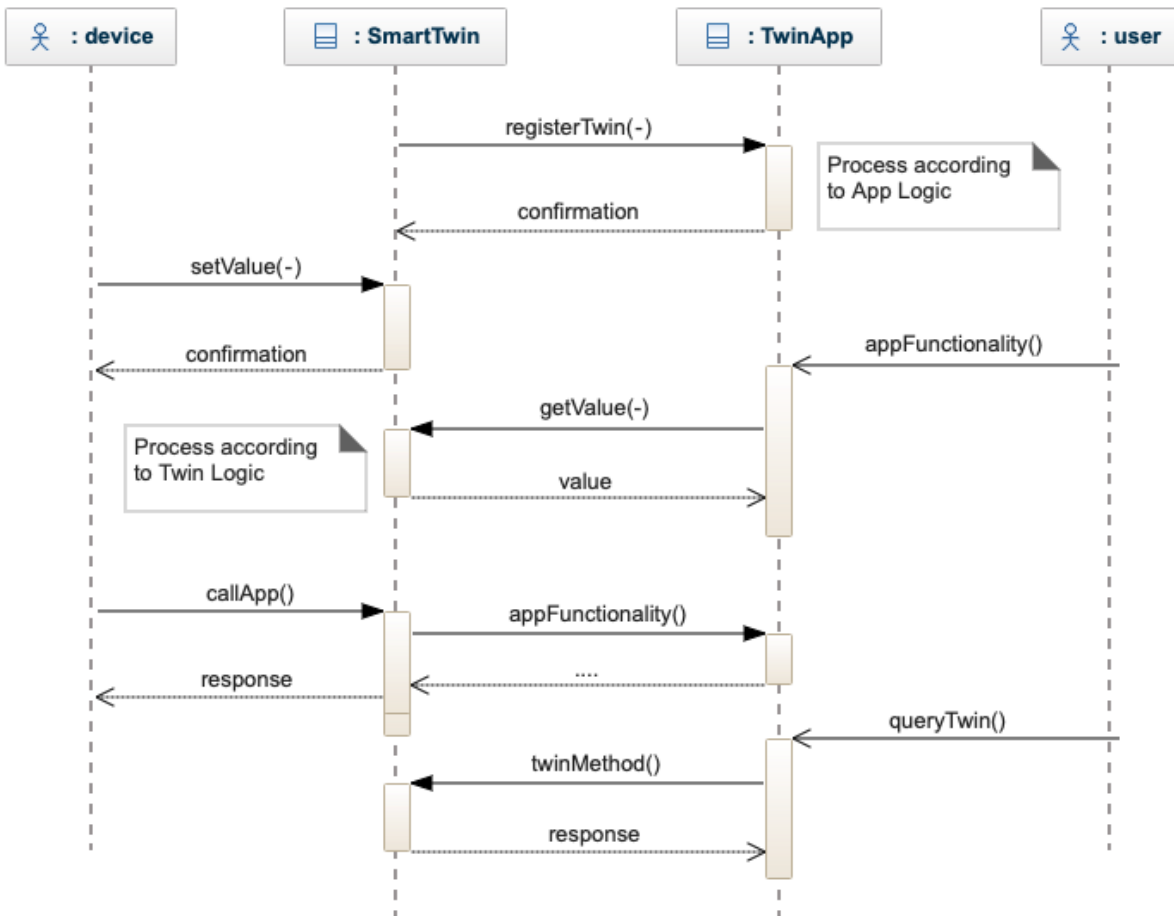 : device
: SmartTwin
: TwinApp
: user
registerTwin(-)
Process according
to App Logic
confirmation
setValue(-)
confirmation
appFunctionality()
getValue(-)
Process according
to Twin Logic
value
callApp()
appFunctionality()
....
response
queryTwin()
twinMethod()
response